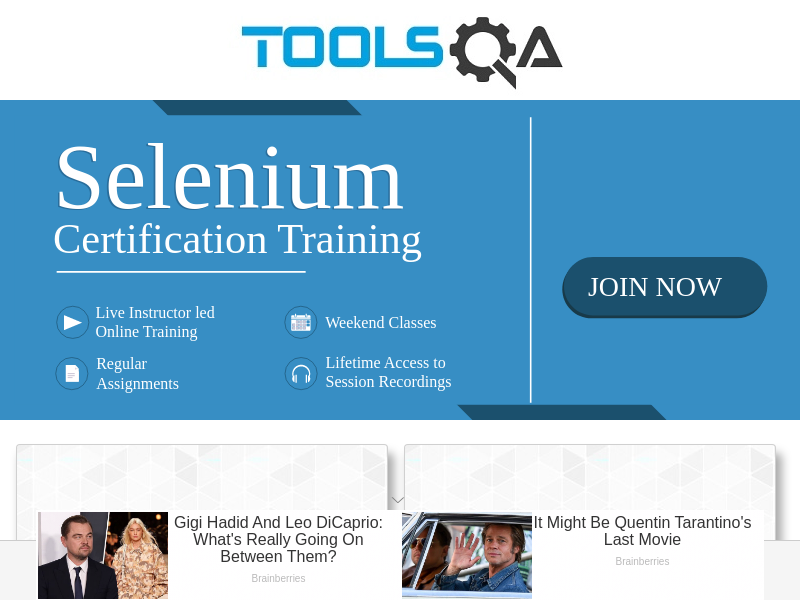 TOOLSQA
Selenium
Certification Training
Live Instructor led
Online Training
Weekend Classes
Regular
Assignments
Lifetime Access to
Session Recordings
JOIN NOW
Gigi Hadid And Leo DiCaprio:
What's Really Going On
Between Them?
Brainberries
It Might Be Quentin Tarantino's
Last Movie
Brainberries